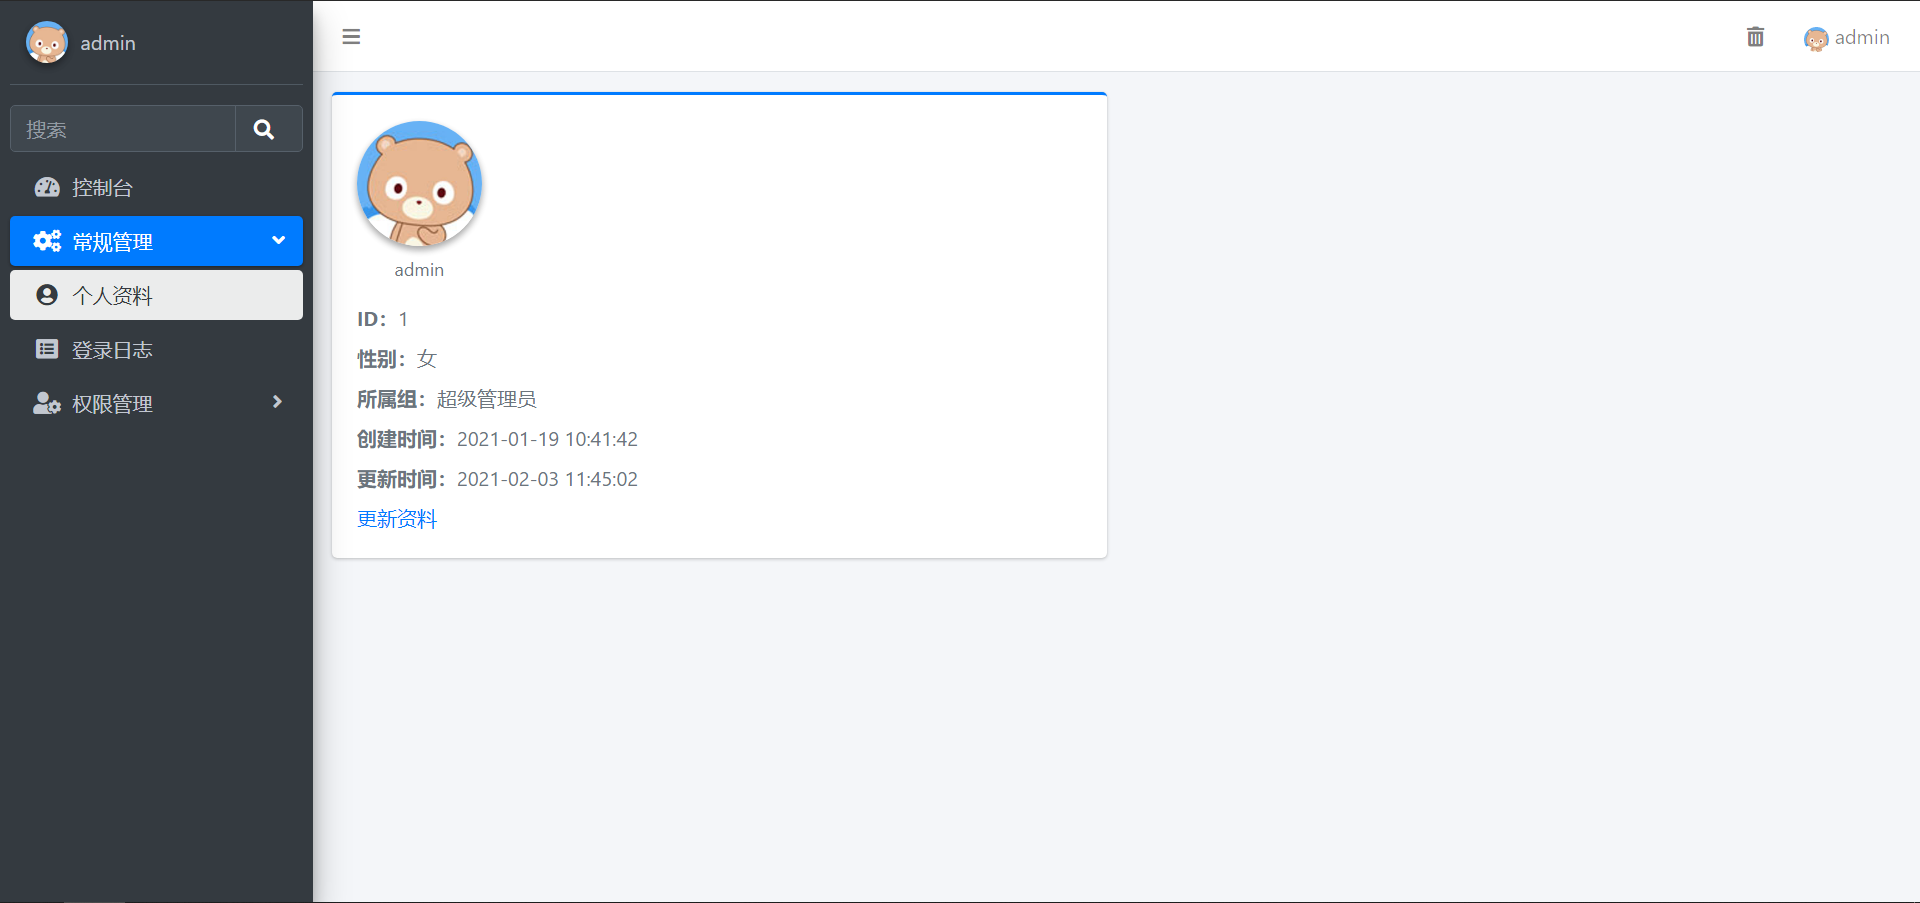 admin
搜索
控制台
常规管理
个人资料
登录日志
权限管理
admin
admin
ID：1
性别：女
所属组：超级管理员
创建时间：2021-01-19 10:41:42
更新时间：2021-02-03 11:45:02
更新资料